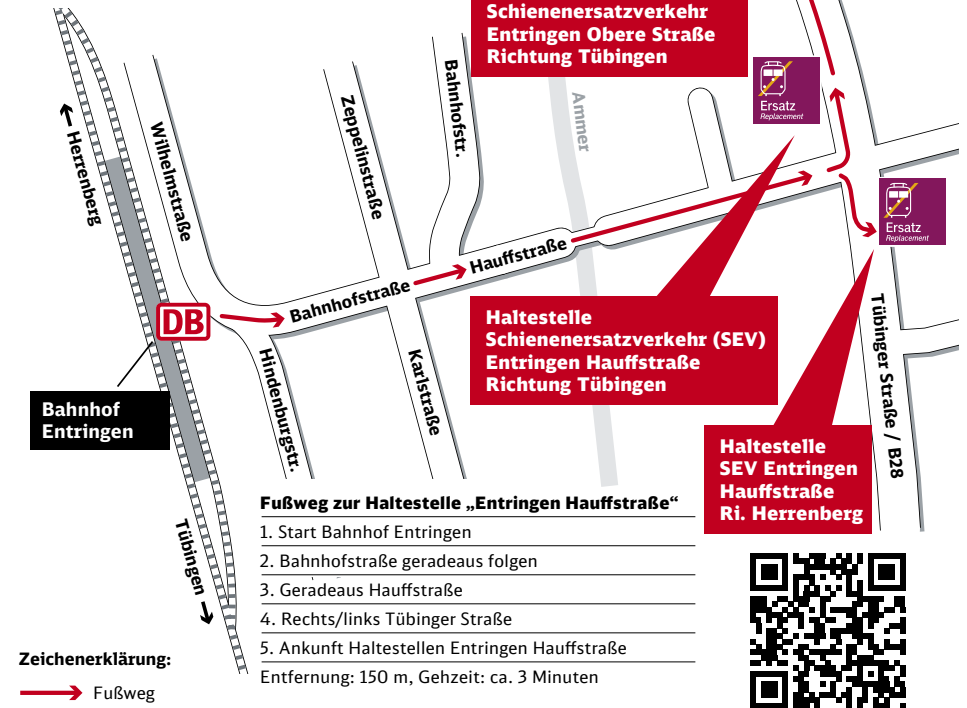 Schienenersatzverkehr
Entringen Obere Straße
Richtung Tübingen
Ersatz
Replacement
Ammer
Bahnhofstr.
Zeppelinstraße
Wilhelmstraße
Herrenberg
Ersatz
Replacement
Hauffstraße
Bahnhofstraße
DB
Haltestelle
Schienenersatzverkehr (SEV)
Entringen Hauffstraße
Richtung Tübingen
Tübinger Straße / B28
Karlstraße
Hindenburgstr.
Bahnhof
Entringen
Haltestelle
SEV Entringen
Hauffstraße
Ri. Herrenberg
Tübingen
Fußweg zur Haltestelle „Entringen Hauffstraße“
1. Start Bahnhof Entringen
2. Bahnhofstraße geradeaus folgen
3. Geradeaus Hauffstraße
4. Rechts/links Tübinger Straße
5. Ankunft Haltestellen Entringen Hauffstraße
Entfernung: 150 m, Gehzeit: ca. 3 Minuten
Zeichenerklärung:
Fußweg